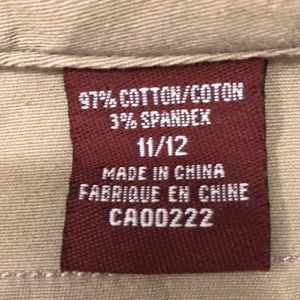 97% COTTON/COTON
3% SPANDEX
11/12
MADE IN CHINA
FABRIQUE EN CHINE
CA00222